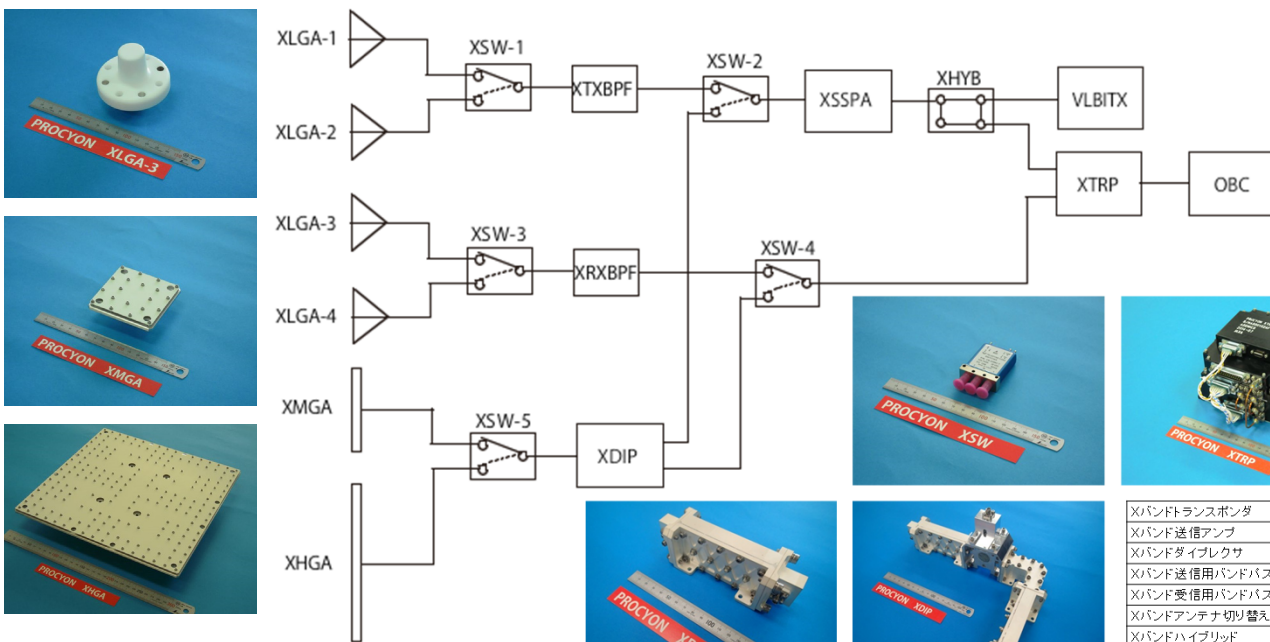 XLGA-1
XLGA-2
XLGA-3
XLGA-4
XMGA
XHGA
XSW-1
XTXBPF
XSW-2
XSSPA
XHYB
VLBITX
XTRP
OBC
XSW-3
XRXBPF
XSW-4
XSW-5
XDIP
PROCYON XLGA-3
PROCYON XMGA
PROCYON XHGA
PROCYON XSW
PROCYON XTRP
PROCYON
PROCYON XDIP
Xバンドトランスポンダ
Xバンド送信アンプ
Xバンドダイプレクサ
Xバンド送信用バンドパス
Xバンド受信用バンドパス
Xバンドアンテナ切り替え
Xバンドハイブリッド